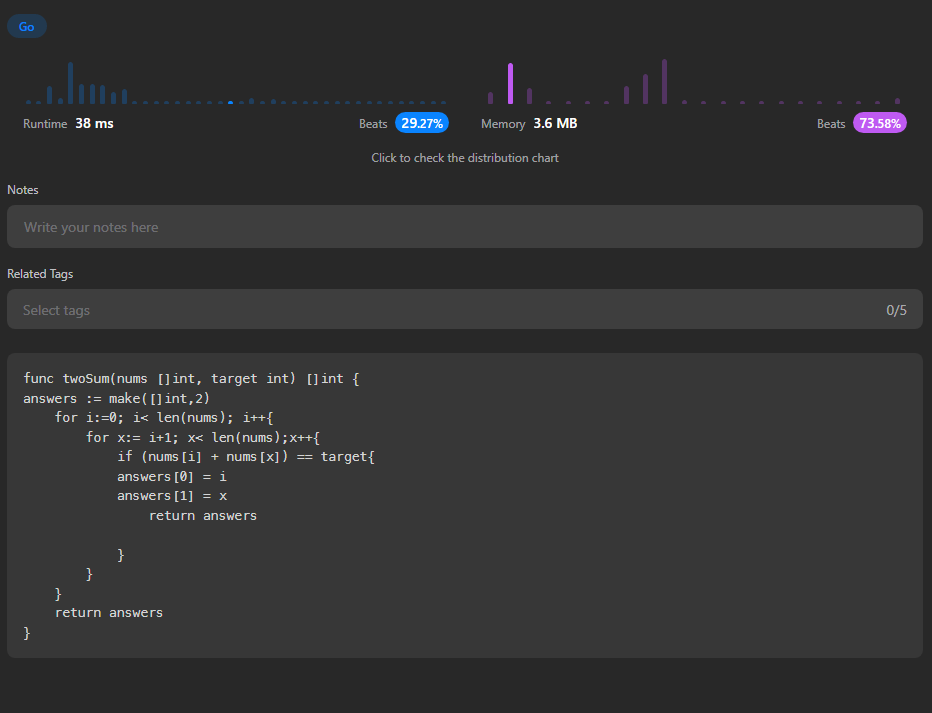 Go
Runtime 38 ms Beats 29.27% Memory 3.6 MB Beats 73.58%
Click to check the distribution chart
Notes
Write your notes here
Related Tags
Select tags 0/5
func twoSum(nums []int, target int) []int {
answers := make([]int,2)
    for i:=0; i< len(nums); i++{
        for x:= i+1; x< len(nums);x++{
            if (nums[i] + nums[x]) == target{
            answers[0] = i
            answers[1] = x
                return answers
            }
        }
    }
    return answers
}